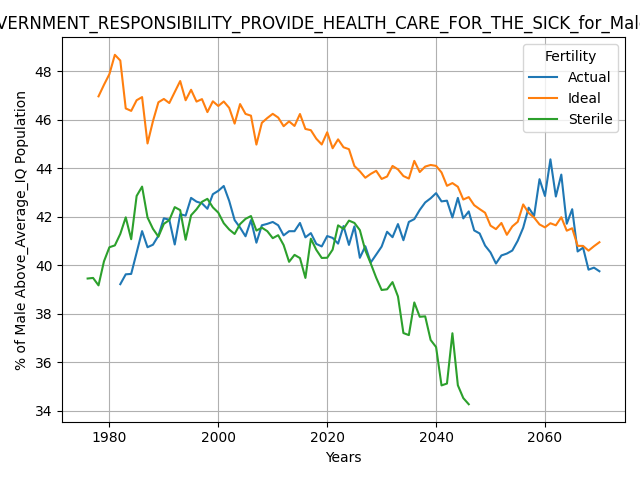 VERNMENT_RESPONSIBILITY_PROVIDE_HEALTH_CARE_FOR_THE_SICK_for_Mal
Fertility
Actual
Ideal
Sterile
% of Male Above_Average_IQ Population
48
46
44
42
40
38
36
34
1980
2000
2020
2040
2060
Years